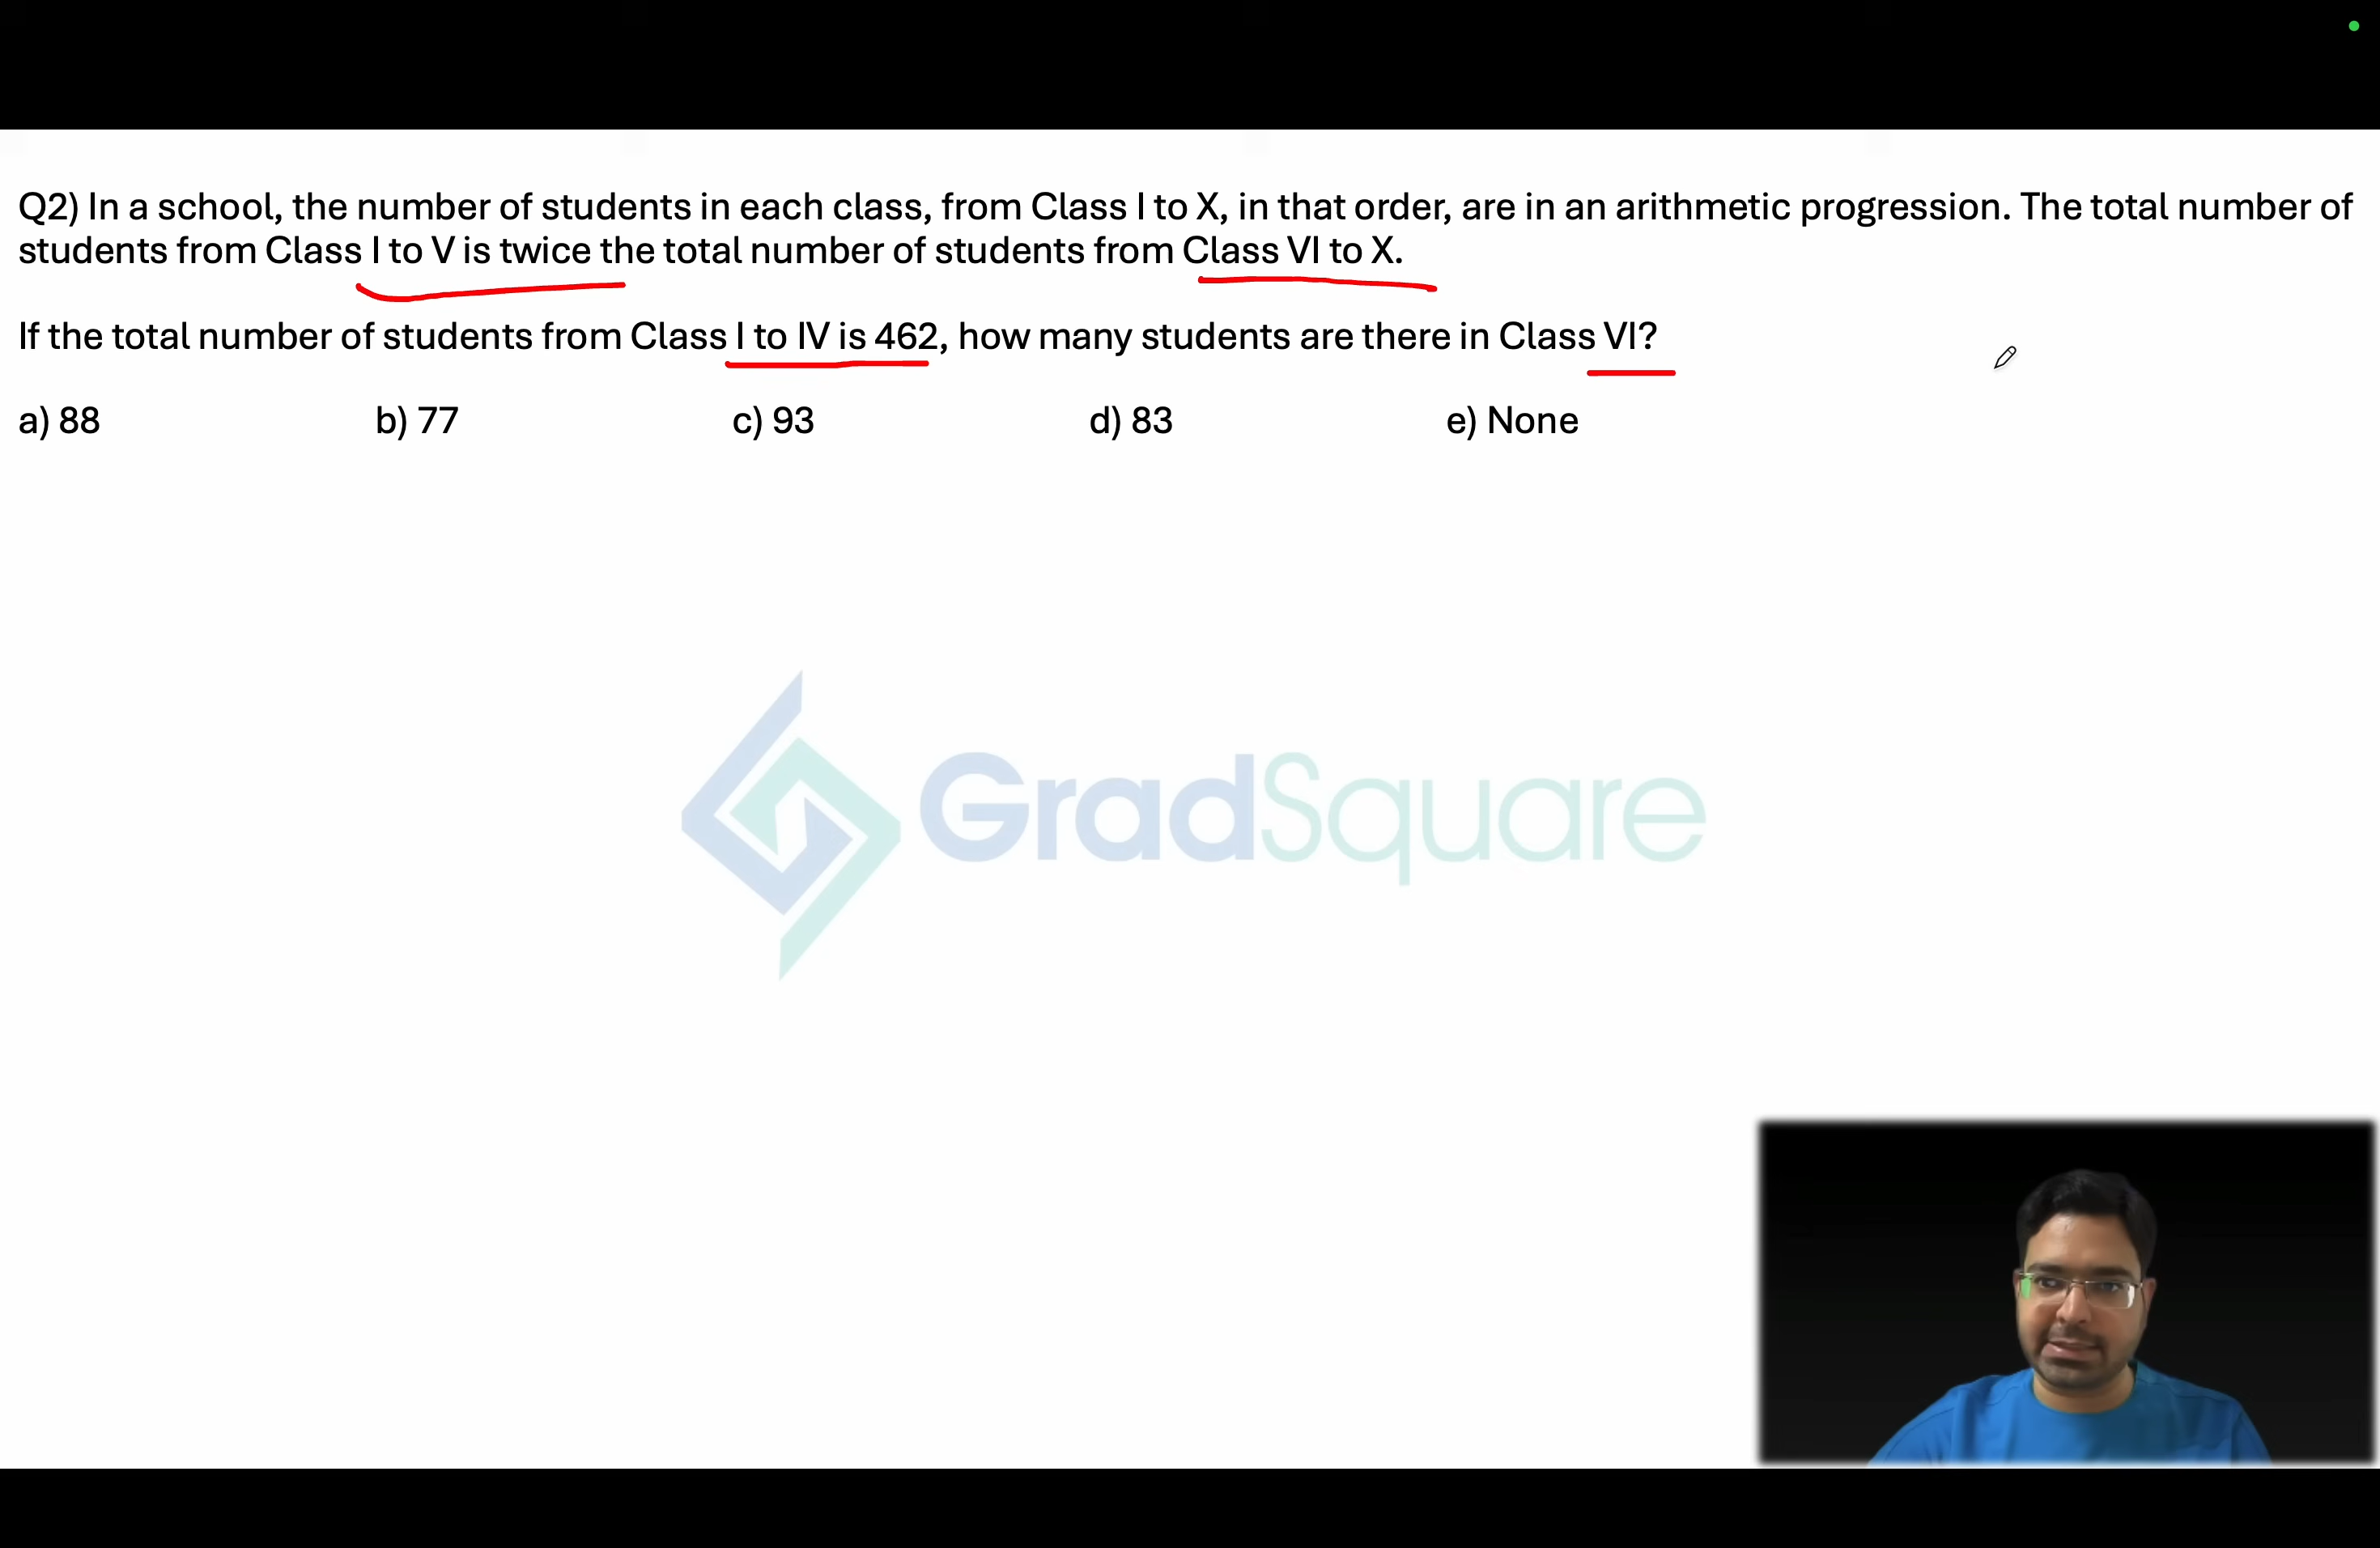 Q2) In a school, the number of students in each class, from Class I to X, in that order, are in an arithmetic progression. The total number of
students from Class I to V is twice the total number of students from Class VI to X.
If the total number of students from Class I to IV is 462, how many students are there in Class VI?
a) 88 b) 77 c) 93 d) 83 e) None
GradSquare